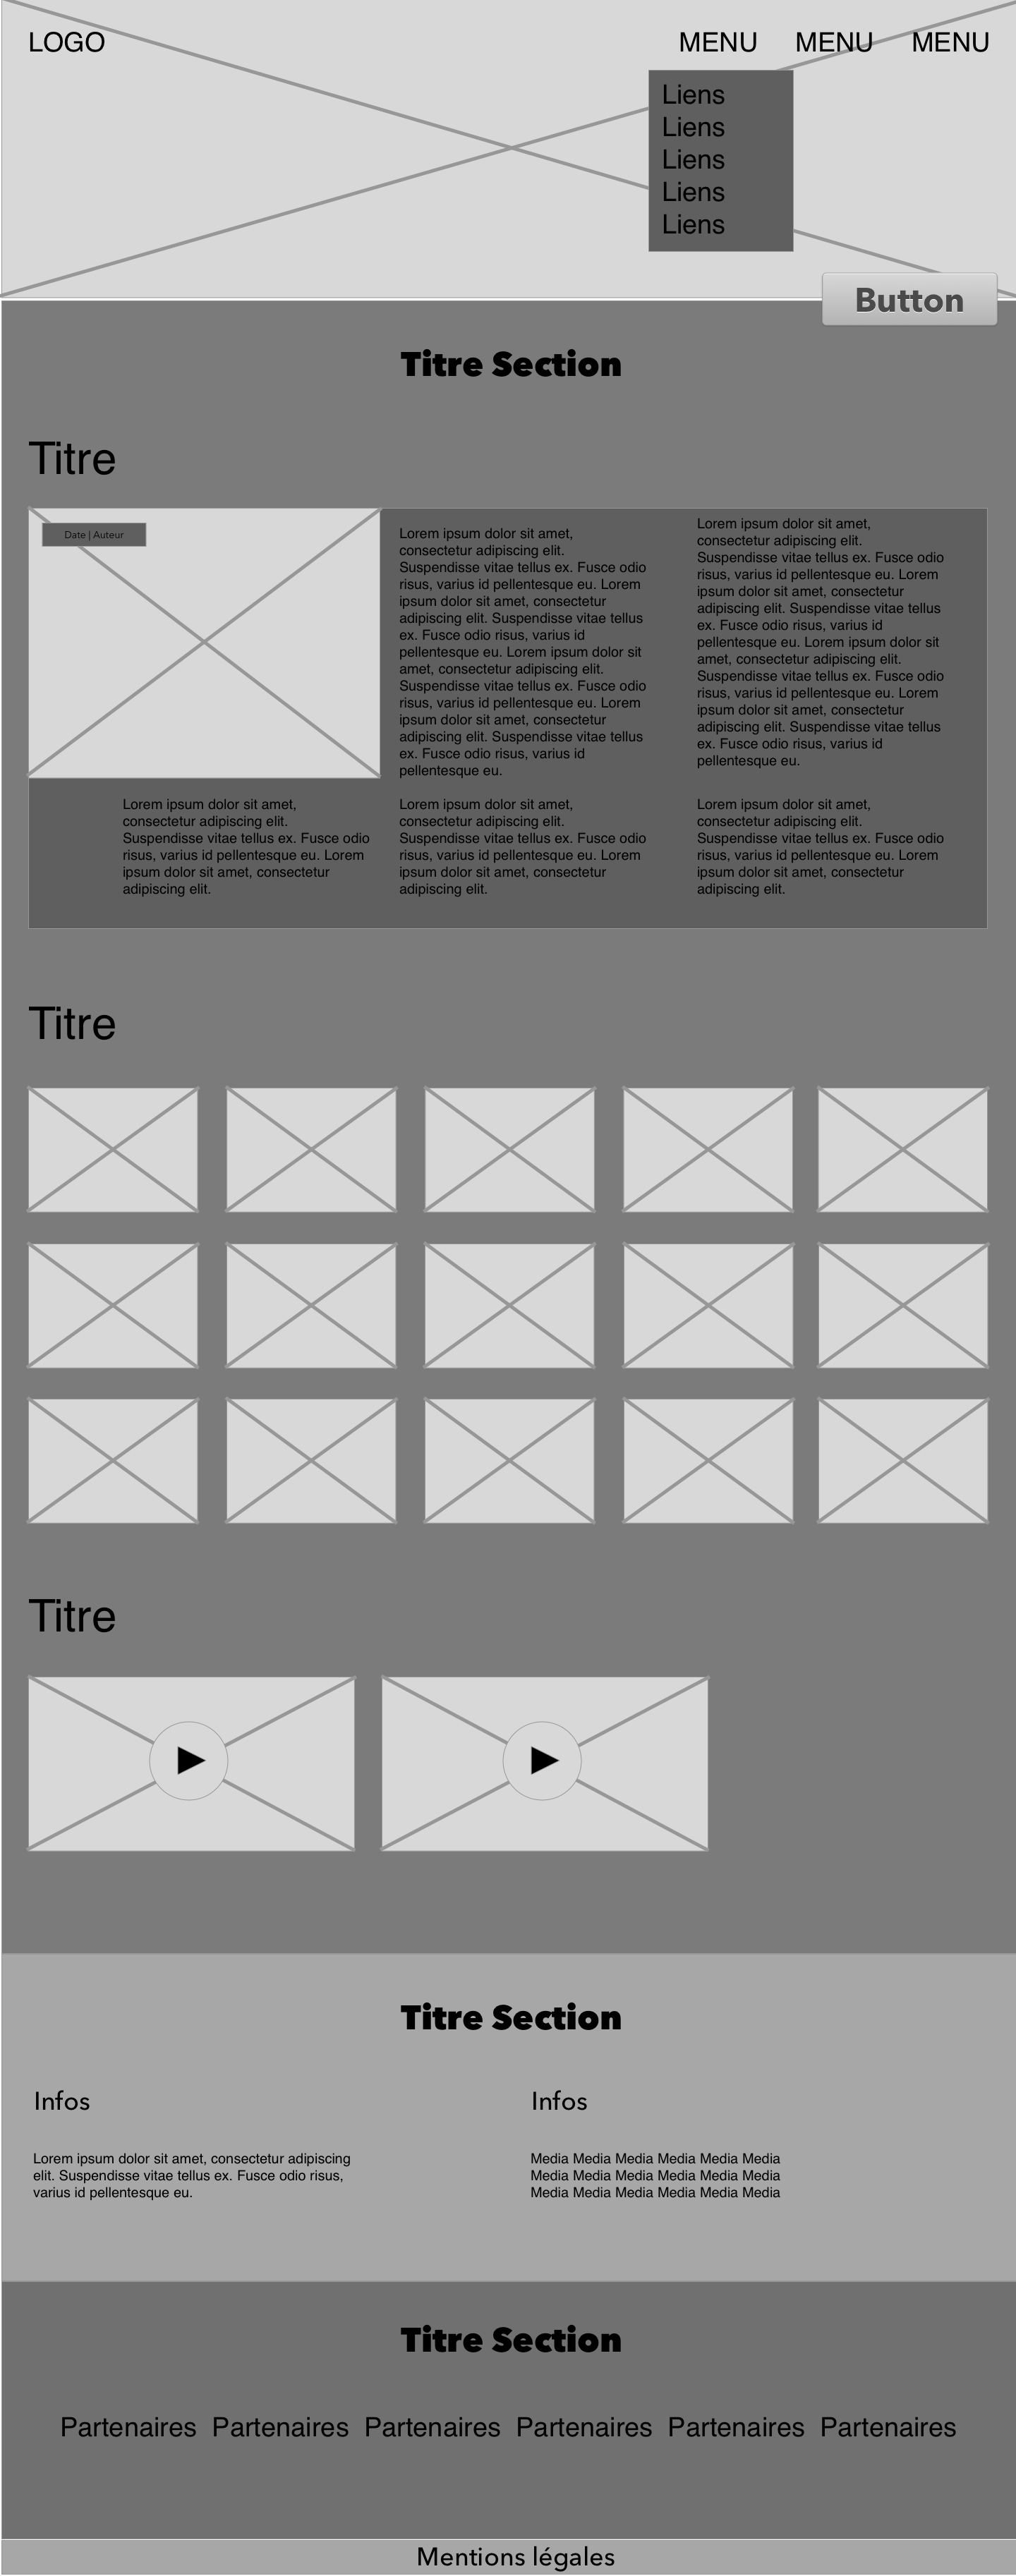 LOGO
MENU MENU MENU
Liens
Liens
Liens
Liens
Liens
Button
Titre Section
Titre
Date | Auteur
Lorem ipsum dolor sit amet,
consectetur adipiscing elit.
Suspendisse vitae tellus ex. Fusce odio
risus, varius id pellentesque eu. Lorem
ipsum dolor sit amet, consectetur
adipiscing elit. Suspendisse vitae tellus
ex. Fusce odio risus, varius id
pellentesque eu. Lorem ipsum dolor sit
amet, consectetur adipiscing elit.
Suspendisse vitae tellus ex. Fusce odio
risus, varius id pellentesque eu. Lorem
ipsum dolor sit amet, consectetur
adipiscing elit. Suspendisse vitae tellus
ex. Fusce odio risus, varius id
pellentesque eu.
Lorem ipsum dolor sit amet,
consectetur adipiscing elit.
Suspendisse vitae tellus ex. Fusce odio
risus, varius id pellentesque eu. Lorem
ipsum dolor sit amet, consectetur
adipiscing elit. Suspendisse vitae tellus
ex. Fusce odio risus, varius id
pellentesque eu. Lorem ipsum dolor sit
amet, consectetur adipiscing elit.
Suspendisse vitae tellus ex. Fusce odio
risus, varius id pellentesque eu. Lorem
ipsum dolor sit amet, consectetur
adipiscing elit. Suspendisse vitae tellus
ex. Fusce odio risus, varius id
pellentesque eu.
Lorem ipsum dolor sit amet,
consectetur adipiscing elit.
Suspendisse vitae tellus ex. Fusce odio
risus, varius id pellentesque eu. Lorem
ipsum dolor sit amet, consectetur
adipiscing elit.
Lorem ipsum dolor sit amet,
consectetur adipiscing elit.
Suspendisse vitae tellus ex. Fusce odio
risus, varius id pellentesque eu. Lorem
ipsum dolor sit amet, consectetur
adipiscing elit.
Lorem ipsum dolor sit amet,
consectetur adipiscing elit.
Suspendisse vitae tellus ex. Fusce odio
risus, varius id pellentesque eu. Lorem
ipsum dolor sit amet, consectetur
adipiscing elit.
Titre
Titre
Titre Section
Infos
Lorem ipsum dolor sit amet, consectetur adipiscing
elit. Suspendisse vitae tellus ex. Fusce odio risus,
varius id pellentesque eu.
Infos
Media Media Media Media Media Media
Media Media Media Media Media Media
Media Media Media Media Media Media
Titre Section
Partenaires Partenaires Partenaires Partenaires Partenaires Partenaires
Mentions légales